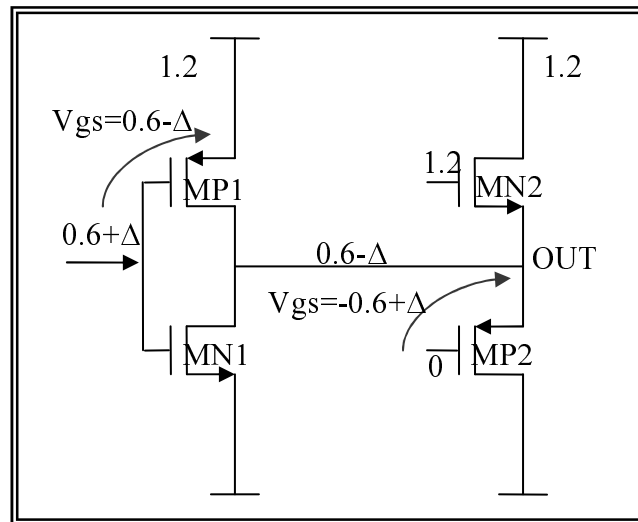 1.2
1.2
Vgs=0.6-Δ
1.2
MP1
MN2
0.6+Δ
0.6-Δ
OUT
Vgs=-0.6+Δ
MN1
0
MP2